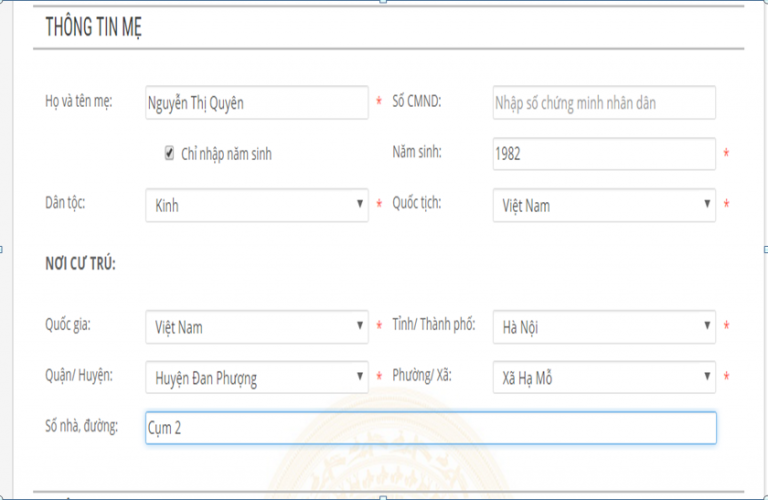 THÔNG TIN MẸ
Họ và tên mẹ: Nguyễn Thị Quyên * Số CMND: Nhập số chứng minh nhân dân
Chỉ nhập năm sinh Năm sinh: 1982 *
Dân tộc: Kinh * Quốc tịch: Việt Nam *
NƠI CƯ TRÚ:
Quốc gia: Việt Nam * Tỉnh/ Thành phố: Hà Nội *
Quận/ Huyện: Huyện Đan Phượng * Phường/ Xã: Xã Hạ Mỗ *
Số nhà, đường: Cụm 2